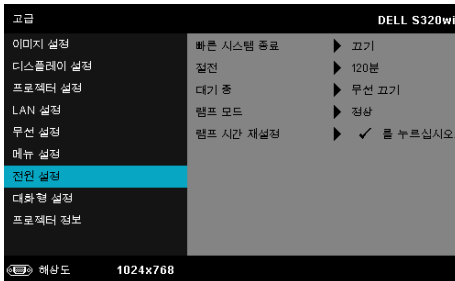 고급 DELL S320wi
이미지 설정
디스플레이 설정
프로젝터 설정
LAN 설정
무선 설정
메뉴 설정
전원 설정
대화형 설정
프로젝터 정보
빠른 시스템 종료 ▶ 끄기
절전 ▶ 120분
대기 중 ▶ 무선 끄기
램프 모드 ▶ 정상
램프 시간 재설정 ▶ ✓ 를 누르십시오
해상도 1024x768